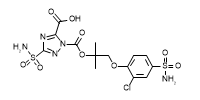 O OH
H₂N N N O
S N O
O O O O O
Cl S
NH₂ O